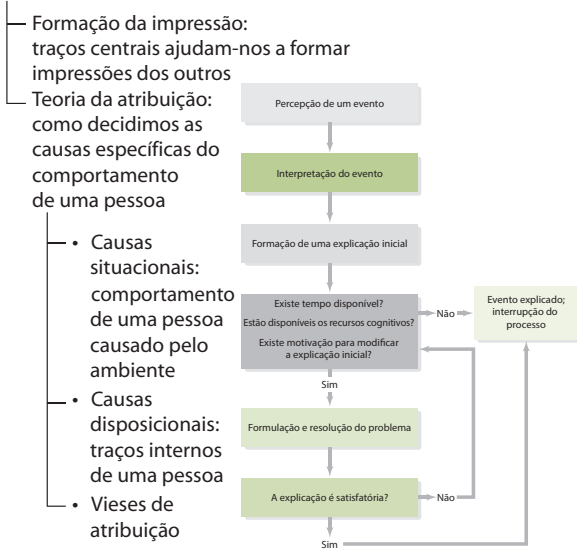 Formação da impressão:
traços centrais ajudam-nos a formar
impressões dos outros
Teoria da atribuição:
como decidimos as
causas específicas do
comportamento
de uma pessoa
• Causas
situacionais:
comportamento
de uma pessoa
causado pelo
ambiente
• Causas
disposicionais:
traços internos
de uma pessoa
• Vieses de
atribuição
Percepção de um evento
Interpretação do evento
Formação de uma explicação inicial
Existe tempo disponível?
Estão disponíveis os recursos cognitivos?
Existe motivação para modificar
a explicação inicial?
Não
Evento explicado;
interrupção do
processo
Sim
Formulação e resolução do problema
A explicação é satisfatória?
Não
Sim